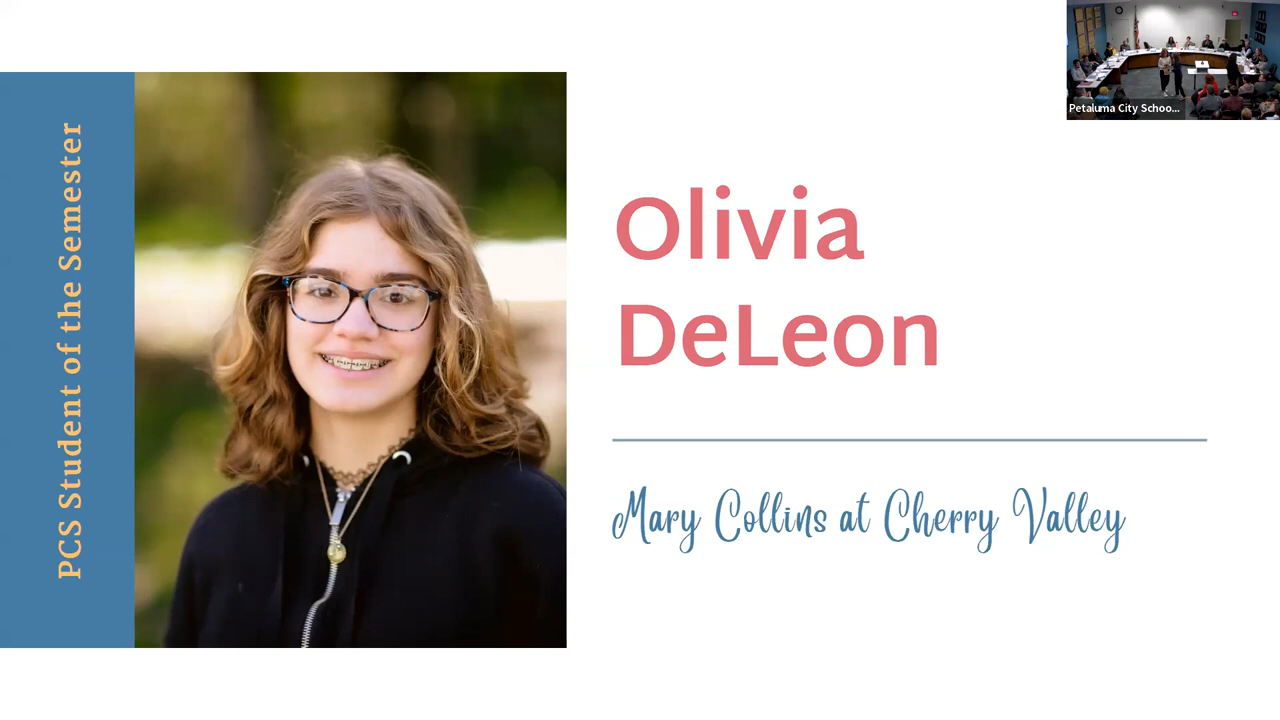 PCS Student of the Semester
Olivia
DeLeon
Mary Collins at Cherry Valley
Petaluma City Schoo...